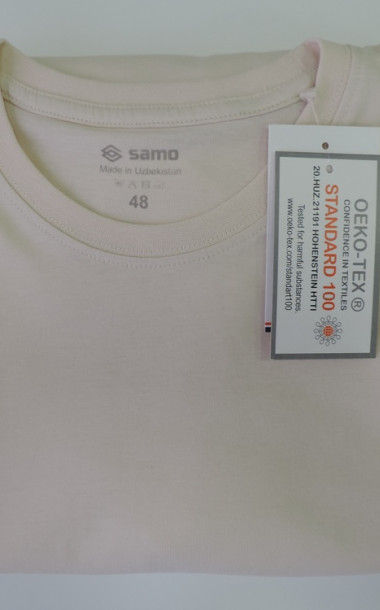 samo
Made in Uzbekistan
48
OEKO-TEX ®
CONFIDENCE IN TEXTILES
STANDARD 100
20.HUZ.21191 HOHENSTEIN HTTI
Tested for harmful substances.
www.oeko-tex.com/standart100